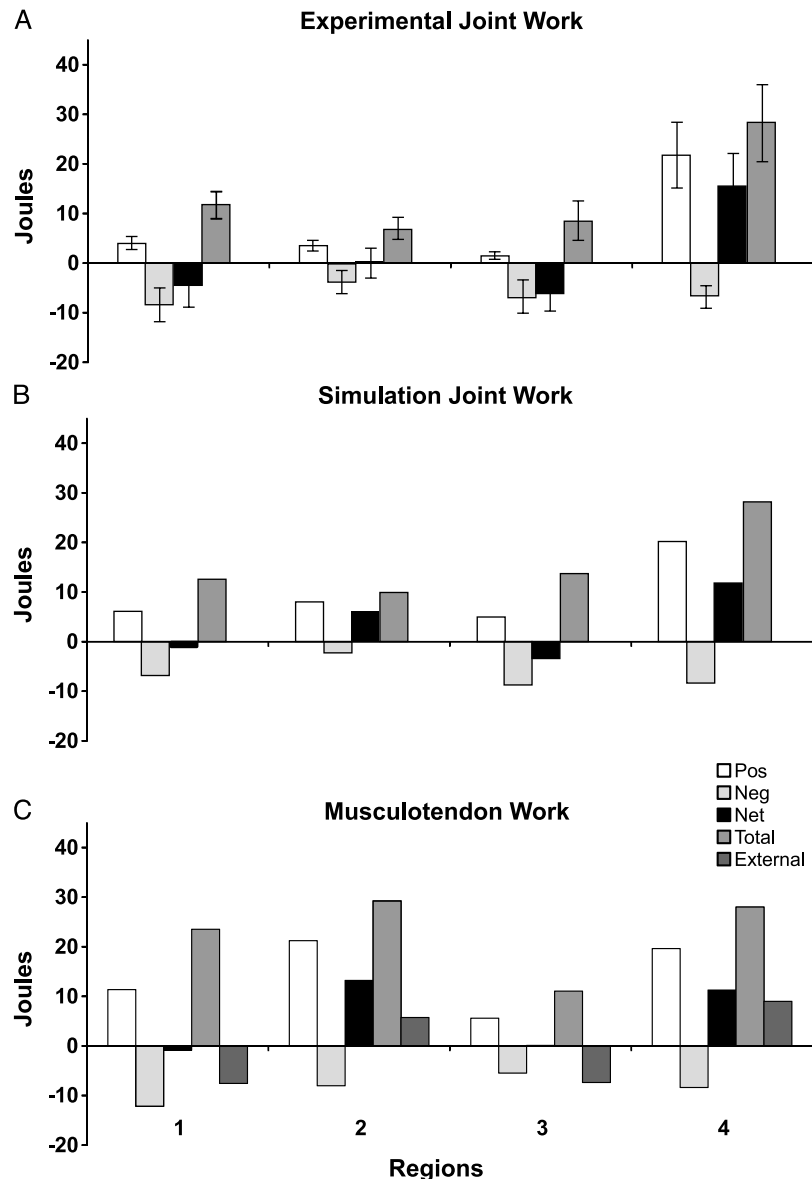 A
Experimental Joint Work
40
30
20
10
0
-10
-20
Joules
B
Simulation Joint Work
40
30
20
10
0
-10
-20
Joules
Pos
Neg
Net
Total
External
C
Musculotendon Work
40
30
20
10
0
-10
-20
Joules
1 2 3 4
Regions